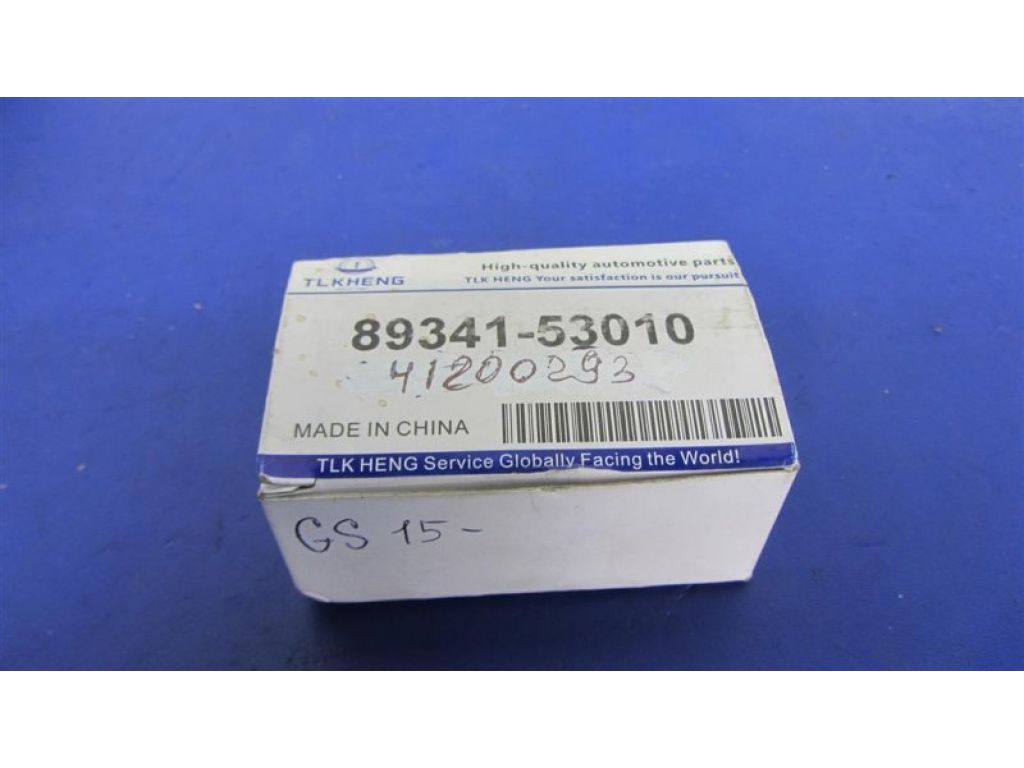 TLKHENG
High-quality automotive parts
TLK HENG Your satisfaction is our pursuit
89341-53010
41200293
MADE IN CHINA
TLK HENG Service Globally Facing the World!
GS 15-